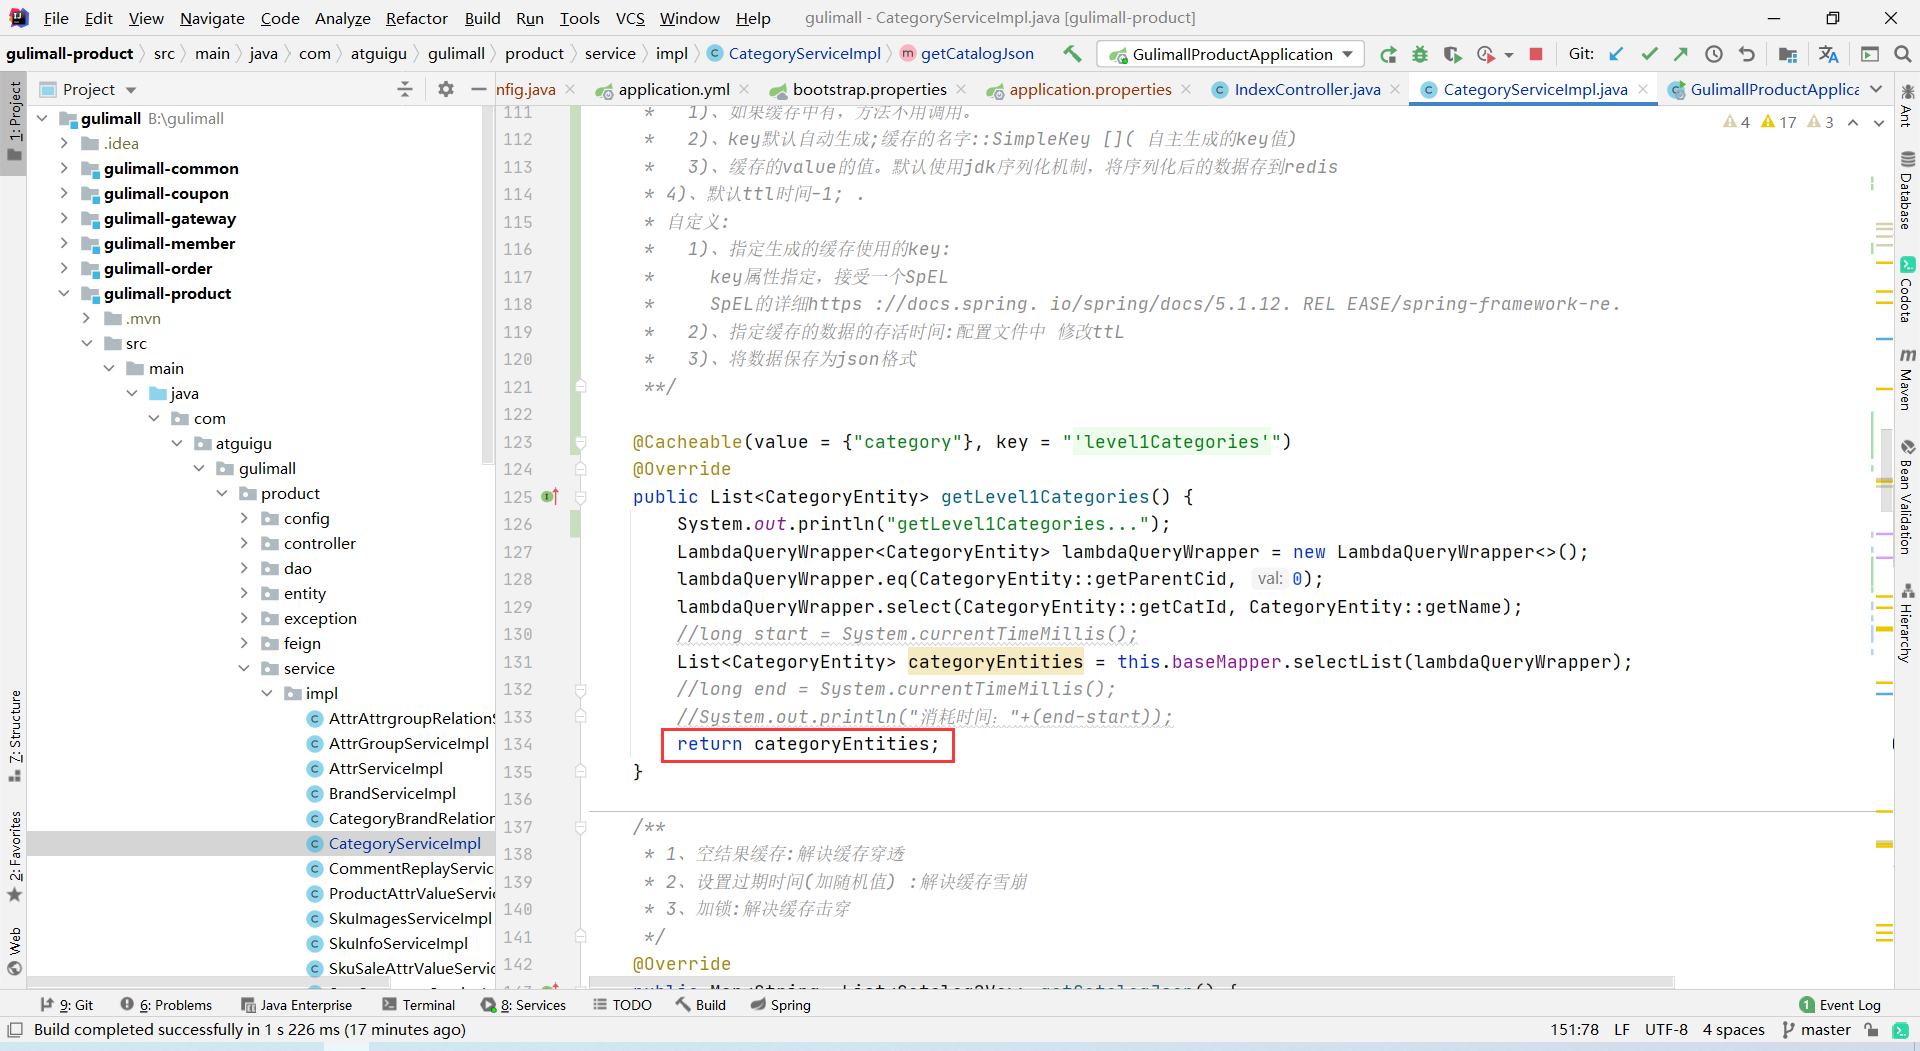 File Edit View Navigate Code Analyze Refactor Build Run Tools VCS Window Help gulimall - CategoryServiceImpl.java [gulimall-product]
gulimall-product src main java com atguigu gulimall product service impl CategoryServiceImpl getCatalogJson GulimallProductApplication Git:
Project
nfig.java application.yml bootstrap.properties application.properties IndexController.java CategoryServiceImpl.java GulimallProductApplica
4 17 3
1: Project
7: Structure
2: Favorites
Web
gulimall B:\gulimall
.idea
gulimall-common
gulimall-coupon
gulimall-gateway
gulimall-member
gulimall-order
gulimall-product
.mvn
src
main
java
com
atguigu
gulimall
product
config
controller
dao
entity
exception
feign
service
impl
AttrAttrgroupRelationS
AttrGroupServiceImpl
AttrServiceImpl
BrandServiceImpl
CategoryBrandRelation
CategoryServiceImpl
CommentReplayServic
ProductAttrValueServic
SkuImagesServiceImpl
SkuInfoServiceImpl
SkuSaleAttrValueServic
111 * 1)、如果缓存中有，方法不用调用。
112 * 2)、key默认自动生成;缓存的名字::SimpleKey []( 自主生成的key值)
113 * 3)、缓存的value的值。默认使用jdk序列化机制，将序列化后的数据存到redis
114 * 4)、默认ttl时间-1; .
115 * 自定义:
116 * 1)、指定生成的缓存使用的key:
117 * key属性指定，接受一个SpEL
118 * SpEL的详细https ://docs.spring. io/spring/docs/5.1.12. REL EASE/spring-framework-re.
119 * 2)、指定缓存的数据的存活时间:配置文件中 修改ttL
120 * 3)、将数据保存为json格式
121 **/
122
123 @Cacheable(value = {"category"}, key = "'level1Categories'")
124 @Override
125 public List<CategoryEntity> getLevel1Categories() {
126 System.out.println("getLevel1Categories...");
127 LambdaQueryWrapper<CategoryEntity> lambdaQueryWrapper = new LambdaQueryWrapper<>();
128 lambdaQueryWrapper.eq(CategoryEntity::getParentCid, val: 0);
129 lambdaQueryWrapper.select(CategoryEntity::getCatId, CategoryEntity::getName);
130 //long start = System.currentTimeMillis();
131 List<CategoryEntity> categoryEntities = this.baseMapper.selectList(lambdaQueryWrapper);
132 //long end = System.currentTimeMillis();
133 //System.out.println("消耗时间："+(end-start));
134 return categoryEntities;
135 }
136
137 /**
138 * 1、空结果缓存:解诀缓存穿透
139 * 2、设置过期时间(加随机值) :解诀缓存雪崩
140 * 3、加锁:解决缓存击穿
141 */
142 @Override
Ant
Database
Codota
Maven
Bean Validation
Hierarchy
9: Git 6: Problems Java Enterprise Terminal 8: Services TODO Build Spring 1 Event Log
Build completed successfully in 1 s 226 ms (17 minutes ago) 151:78 LF UTF-8 4 spaces master